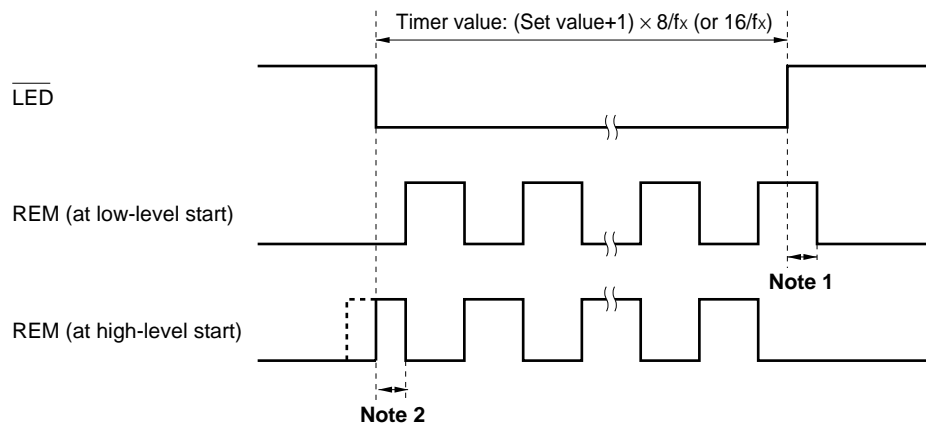 Timer value: (Set value+1) × 8/fx (or 16/fx)
LED
REM (at low-level start)
Note 1
REM (at high-level start)
Note 2